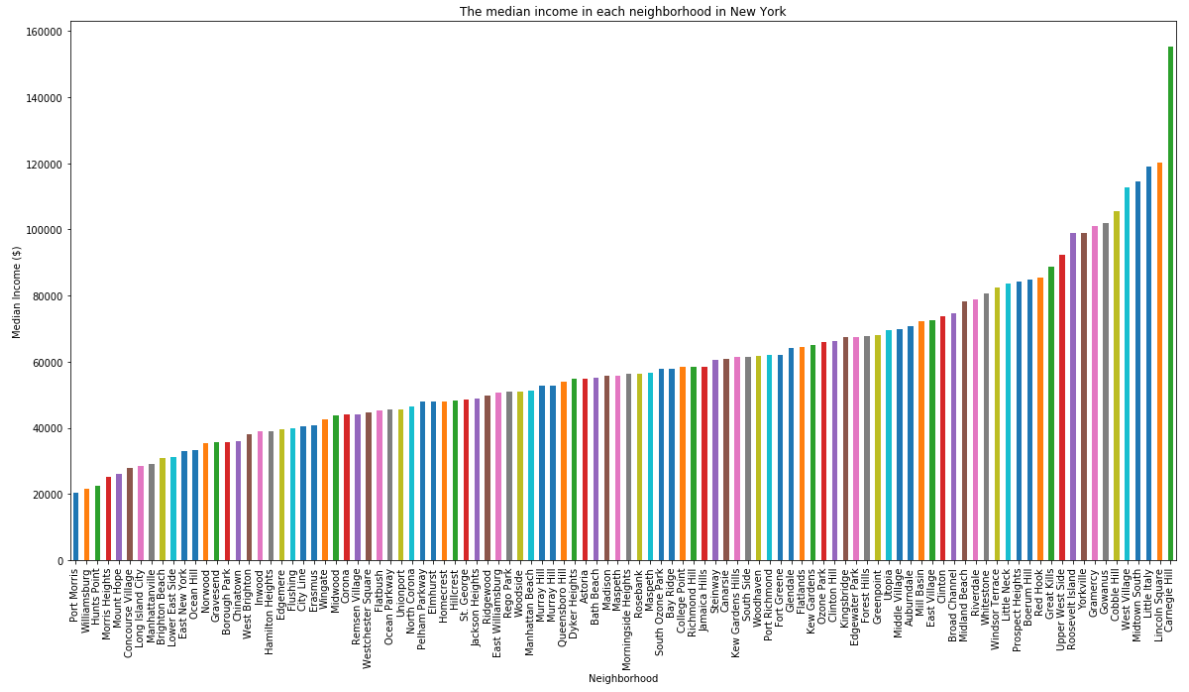 The median income in each neighborhood in New York
160000
140000
120000
100000
80000
60000
40000
20000
0
Median Income ($)
Port Morris
Williamsburg
Hunts Point
Morris Heights
Mount Hope
Concourse Village
Long Island City
Manhattanville
Brighton Beach
Lower East Side
East New York
Ocean Hill
Norwood
Gravesend
Borough Park
Chinatown
West Brighton
Inwood
Hamilton Heights
Edgemere
Flushing
City Line
Erasmus
Wingate
Midwood
Corona
Remsen Village
Westchester Square
Flatbush
Ocean Parkway
Unionport
North Corona
Pelham Parkway
Elmhurst
Homecrest
Hillcrest
St. George
Jackson Heights
Ridgewood
East Williamsburg
Rego Park
Woodside
Manhattan Beach
Murray Hill
Murray Hill
Queensboro Hill
Dyker Heights
Astoria
Bath Beach
Madison
Maspeth
Morningside Heights
Rosebank
Maspeth
South Ozone Park
Bay Ridge
College Point
Richmond Hill
Jamaica Hills
Steinway
Canarsie
Kew Gardens Hills
South Side
Woodhaven
Port Richmond
Fort Greene
Glendale
Flatlands
Kew Gardens
Ozone Park
Clinton Hill
Kingsbridge
Edgewater Park
Forest Hills
Greenpoint
Utopia
Middle Village
Auburndale
Mill Basin
East Village
Clinton
Broad Channel
Midland Beach
Riverdale
Whitestone
Windsor Terrace
Little Neck
Prospect Heights
Boerum Hill
Red Hook
Great Kills
Upper West Side
Roosevelt Island
Yorkville
Gramercy
Gowanus
Cobble Hill
West Village
Midtown South
Little Italy
Lincoln Square
Carnegie Hill
Neighborhood